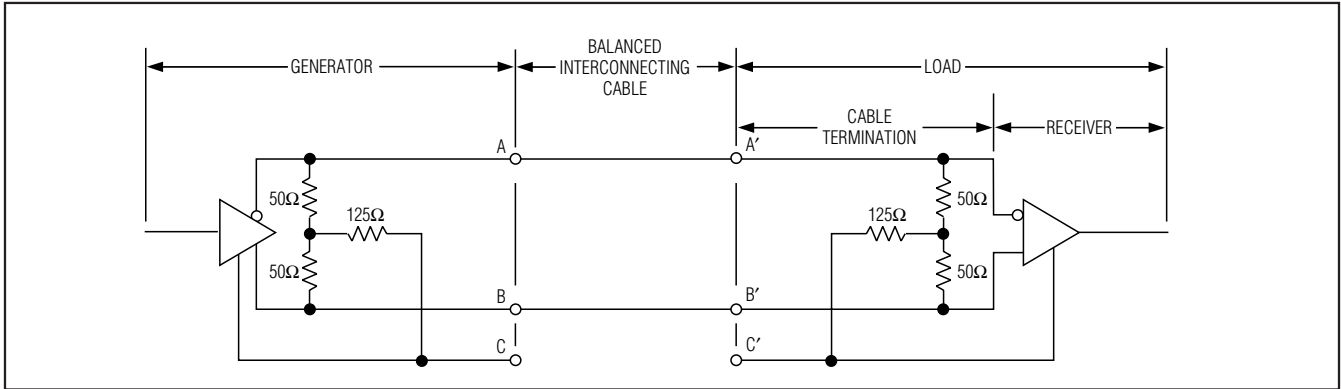 GENERATOR
BALANCED
INTERCONNECTING
CABLE
LOAD
CABLE
TERMINATION
RECEIVER
A
A′
50Ω
125Ω
50Ω
125Ω
50Ω
50Ω
B
B′
C
C′